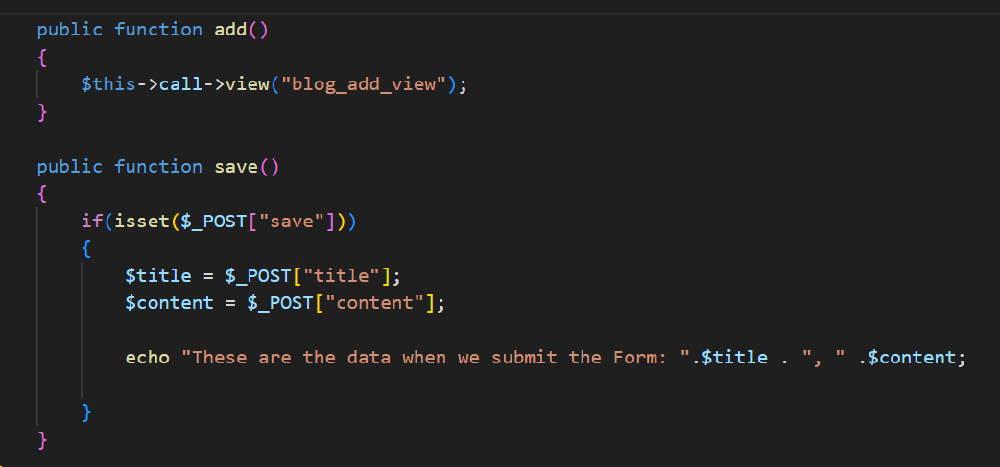 public function add()
{
    $this->call->view("blog_add_view");
}

public function save()
{
    if(isset($_POST["save"]))
    {
        $title = $_POST["title"];
        $content = $_POST["content"];

        echo "These are the data when we submit the Form: ".$title . ", " .$content;

    }
}